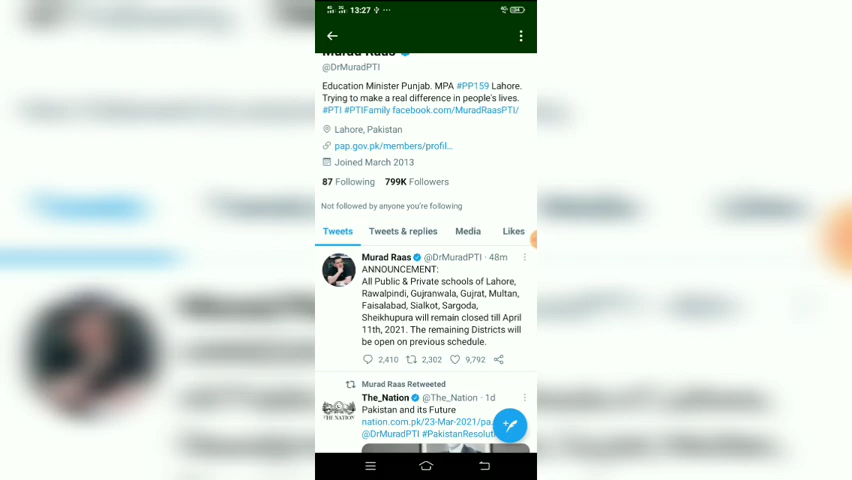 13:27
Murad Raas
@DrMuradPTI
Education Minister Punjab. MPA #PP159 Lahore.
Trying to make a real difference in people's lives.
#PTI #PTIFamily facebook.com/MuradRaasPTI/
Lahore, Pakistan
pap.gov.pk/members/profil...
Joined March 2013
87 Following 799K Followers
Not followed by anyone you're following
Tweets Tweets & replies Media Likes
Murad Raas @DrMuradPTI · 48m
ANNOUNCEMENT:
All Public & Private schools of Lahore,
Rawalpindi, Gujranwala, Gujrat, Multan,
Faisalabad, Sialkot, Sargoda,
Sheikhupura will remain closed till April
11th, 2021. The remaining Districts will
be open on previous schedule.
2,410 2,302 9,792
Murad Raas Retweeted
The_Nation @The_Nation · 1d
THE NATION
Pakistan and its Future
nation.com.pk/23-Mar-2021/pa...
@DrMuradPTI #PakistanResoluti